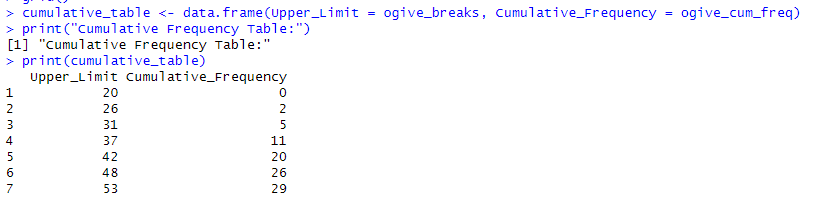 > cumulative_table <- data.frame(Upper_Limit = ogive_breaks, Cumulative_Frequency = ogive_cum_freq)
> print("Cumulative Frequency Table:")
[1] "Cumulative Frequency Table:"
> print(cumulative_table)
  Upper_Limit Cumulative_Frequency
1          20                    0
2          26                    2
3          31                    5
4          37                   11
5          42                   20
6          48                   26
7          53                   29